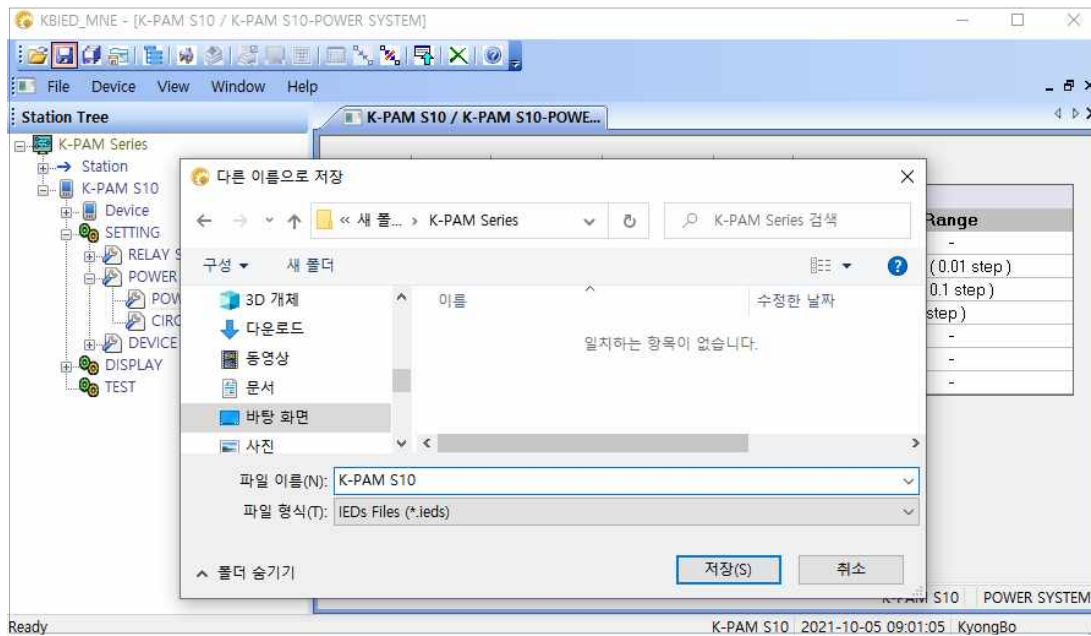 KBIED_MNE - [K-PAM S10 / K-PAM S10-POWER SYSTEM]
File Device View Window Help
Station Tree
K-PAM S10 / K-PAM S10-POWE...
K-PAM Series
Station
K-PAM S10
Device
SETTING
RELAY S
POWER
POW
CIRC
DEVICE
DISPLAY
TEST
다른 이름으로 저장
« 새 폴... › K-PAM Series
K-PAM Series 검색
구성 새 폴더
3D 개체
다운로드
동영상
문서
바탕 화면
사진
이름 수정한 날짜
일치하는 항목이 없습니다.
파일 이름(N): K-PAM S10
파일 형식(T): IEDs Files (*.ieds)
폴더 숨기기
저장(S) 취소
Range
-
( 0.01 step )
0.1 step )
step )
-
-
-
K-PAM S10 POWER SYSTEM
Ready K-PAM S10 2021-10-05 09:01:05 KyongBo